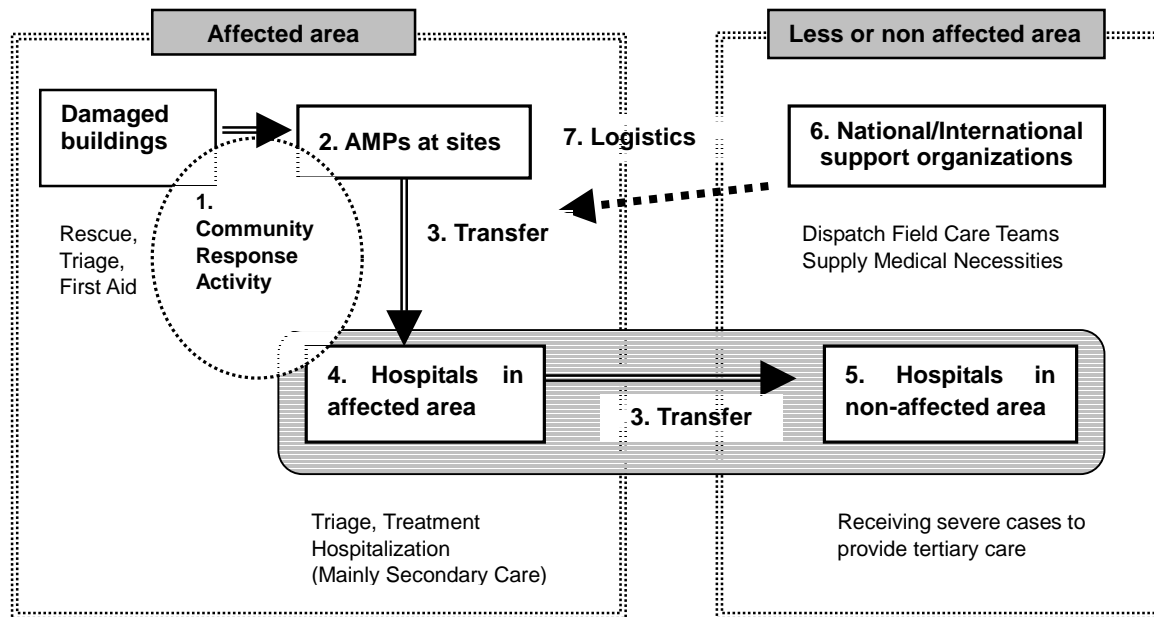 Affected area
Less or non affected area
Damaged
buildings
2. AMPs at sites
7. Logistics
6. National/International
support organizations
1.
Community
Response
Activity
Rescue,
Triage,
First Aid
3. Transfer
Dispatch Field Care Teams
Supply Medical Necessities
4. Hospitals in
affected area
3. Transfer
5. Hospitals in
non-affected area
Triage, Treatment
Hospitalization
(Mainly Secondary Care)
Receiving severe cases to
provide tertiary care